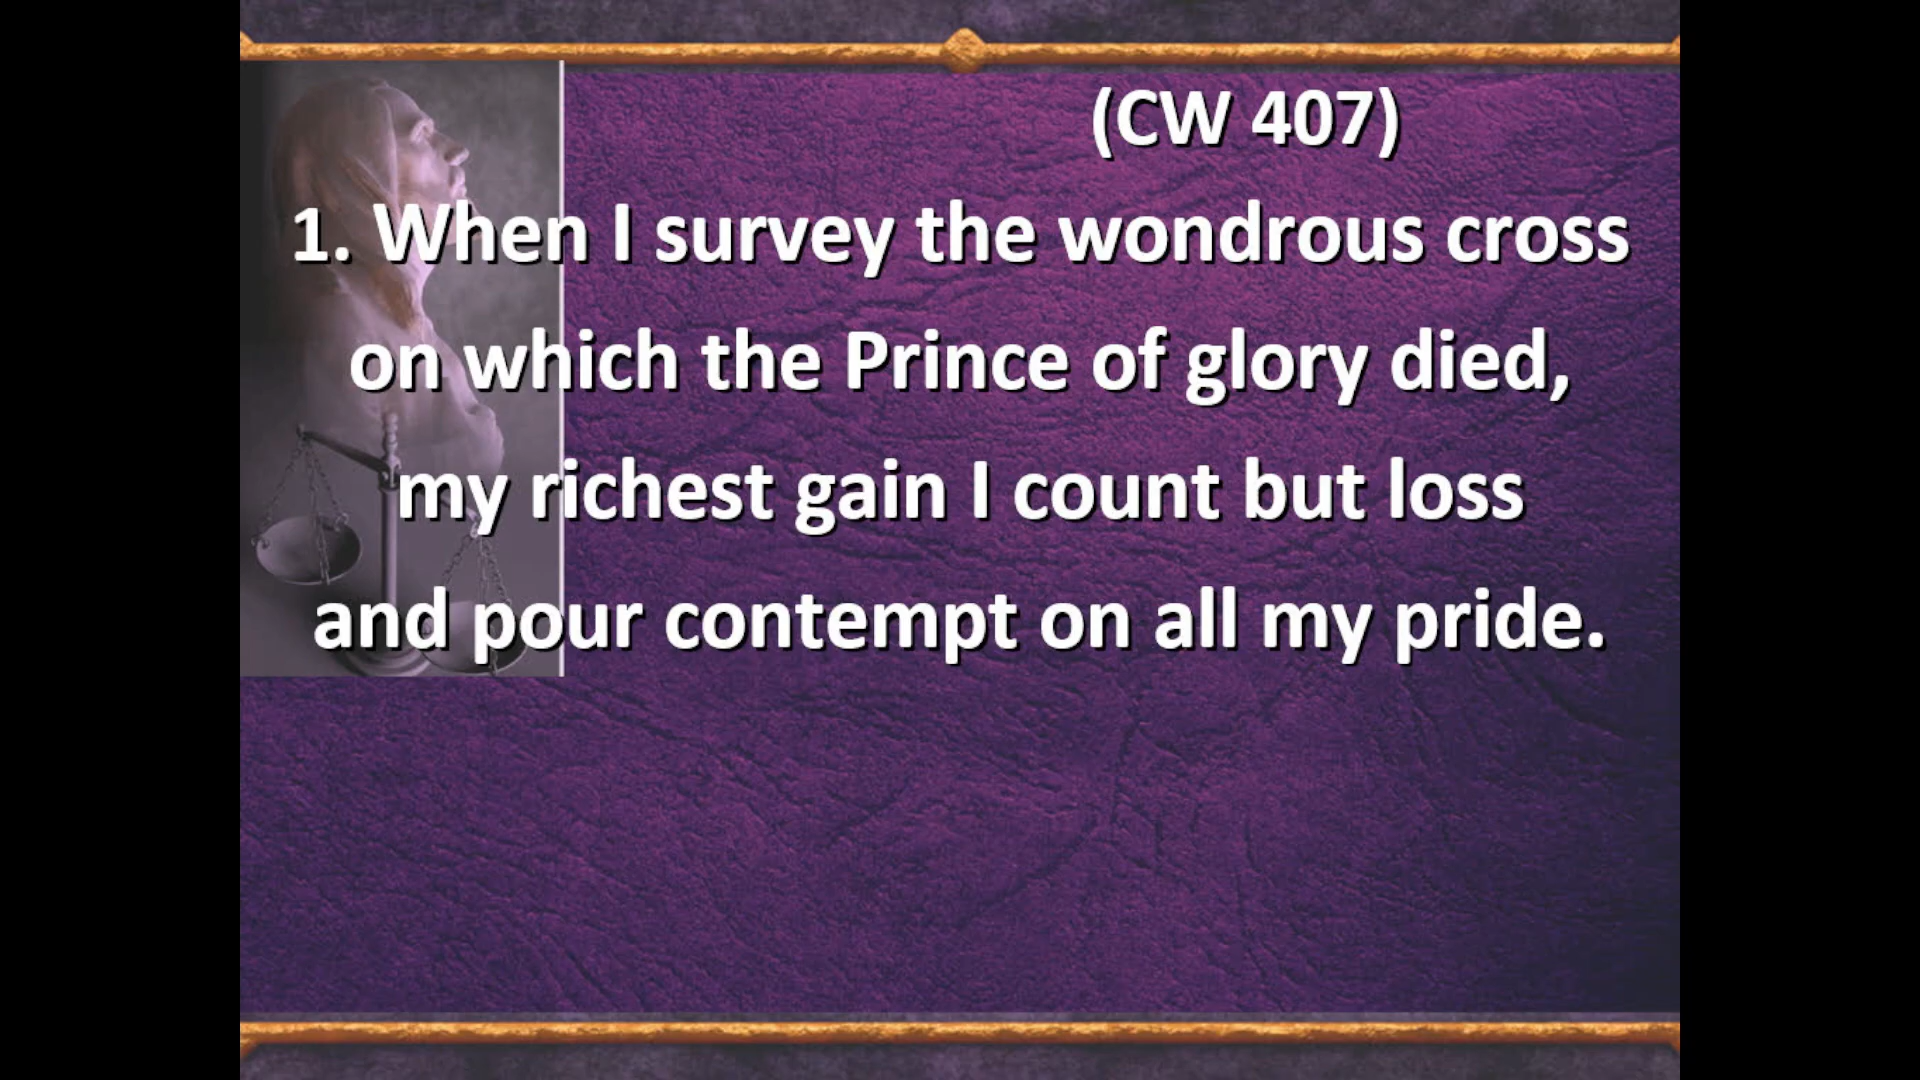 (CW 407)
1. When I survey the wondrous cross
on which the Prince of glory died,
my richest gain I count but loss
and pour contempt on all my pride.